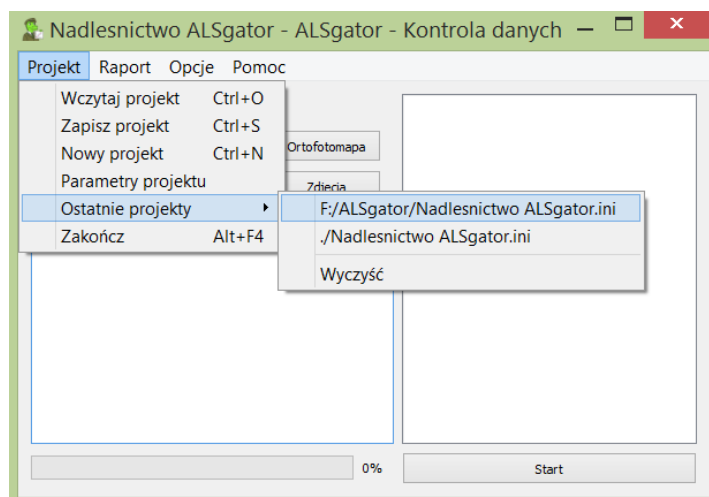 Nadlesnictwo ALSgator - ALSgator - Kontrola danych
Projekt Raport Opcje Pomoc
Wczytaj projekt Ctrl+O
Zapisz projekt Ctrl+S
Nowy projekt Ctrl+N
Ortofotomapa
Parametry projektu
Zdjęcia
Ostatnie projekty
F:/ALSgator/Nadlesnictwo ALSgator.ini
Zakończ Alt+F4
./Nadlesnictwo ALSgator.ini
Wyczyść
0%
Start